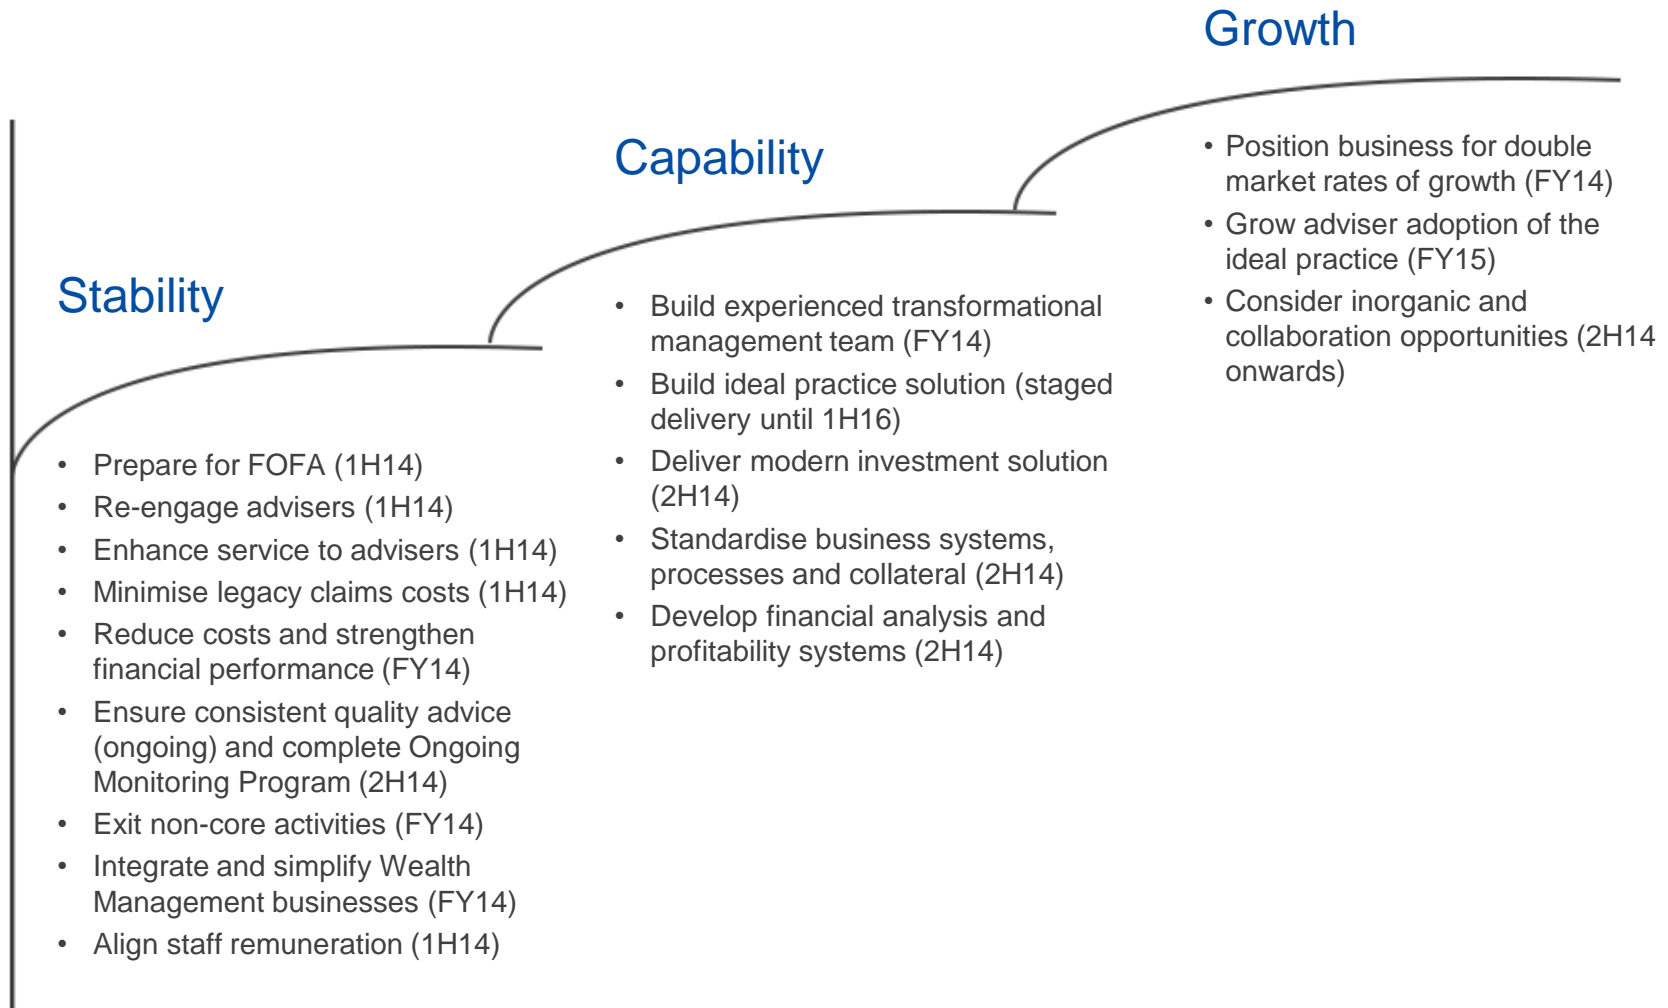 Stability
• Prepare for FOFA (1H14)
• Re-engage advisers (1H14)
• Enhance service to advisers (1H14)
• Minimise legacy claims costs (1H14)
• Reduce costs and strengthen
financial performance (FY14)
• Ensure consistent quality advice
(ongoing) and complete Ongoing
Monitoring Program (2H14)
• Exit non-core activities (FY14)
• Integrate and simplify Wealth
Management businesses (FY14)
• Align staff remuneration (1H14)
Capability
• Build experienced transformational
management team (FY14)
• Build ideal practice solution (staged
delivery until 1H16)
• Deliver modern investment solution
(2H14)
• Standardise business systems,
processes and collateral (2H14)
• Develop financial analysis and
profitability systems (2H14)
Growth
• Position business for double
market rates of growth (FY14)
• Grow adviser adoption of the
ideal practice (FY15)
• Consider inorganic and
collaboration opportunities (2H14
onwards)